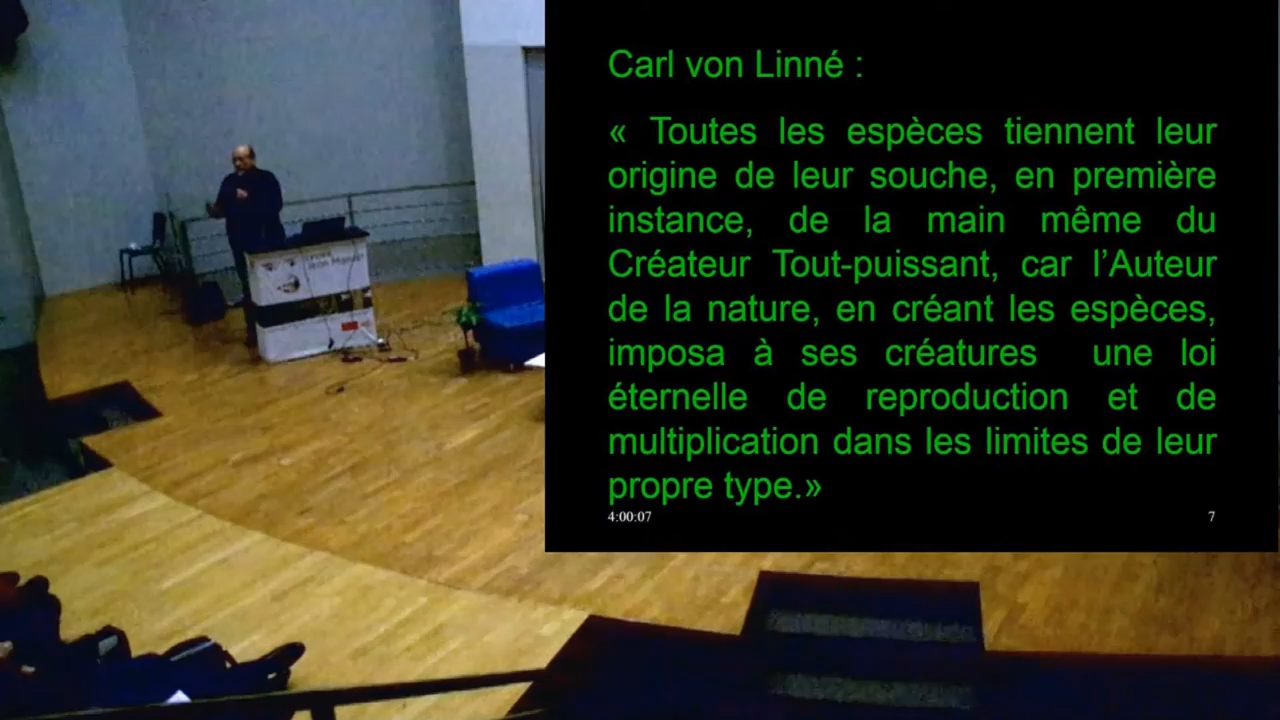 Carl von Linné :
« Toutes les espèces tiennent leur
origine de leur souche, en première
instance, de la main même du
Créateur Tout-puissant, car l’Auteur
de la nature, en créant les espèces,
imposa à ses créatures une loi
éternelle de reproduction et de
multiplication dans les limites de leur
propre type.»
4:00:07
7